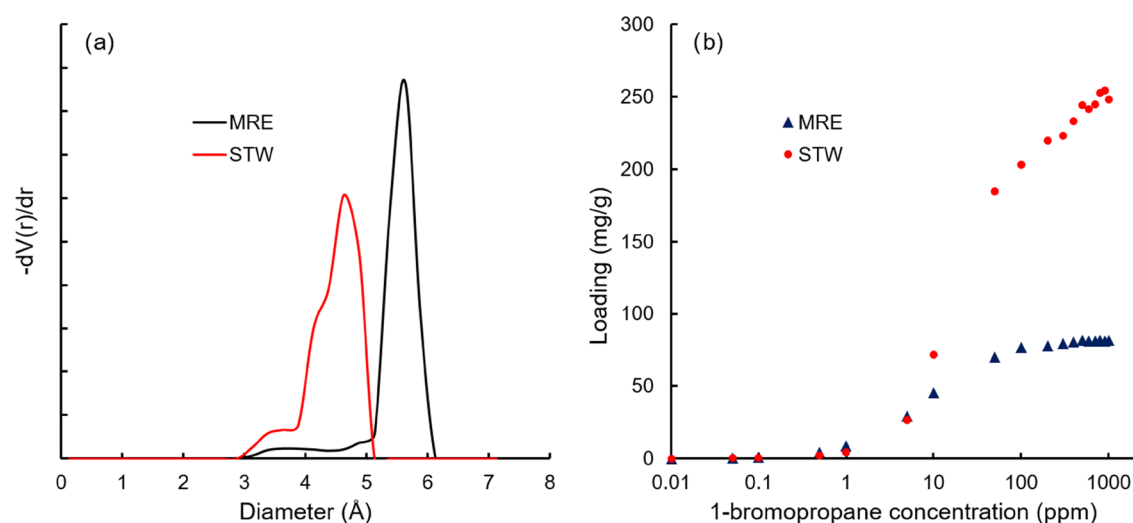 (a)
MRE
STW
-dV(r)/dr
0 1 2 3 4 5 6 7 8
Diameter (Å)
(b)
MRE
STW
Loading (mg/g)
300
250
200
150
100
50
0
0.01 0.1 1 10 100 1000
1-bromopropane concentration (ppm)